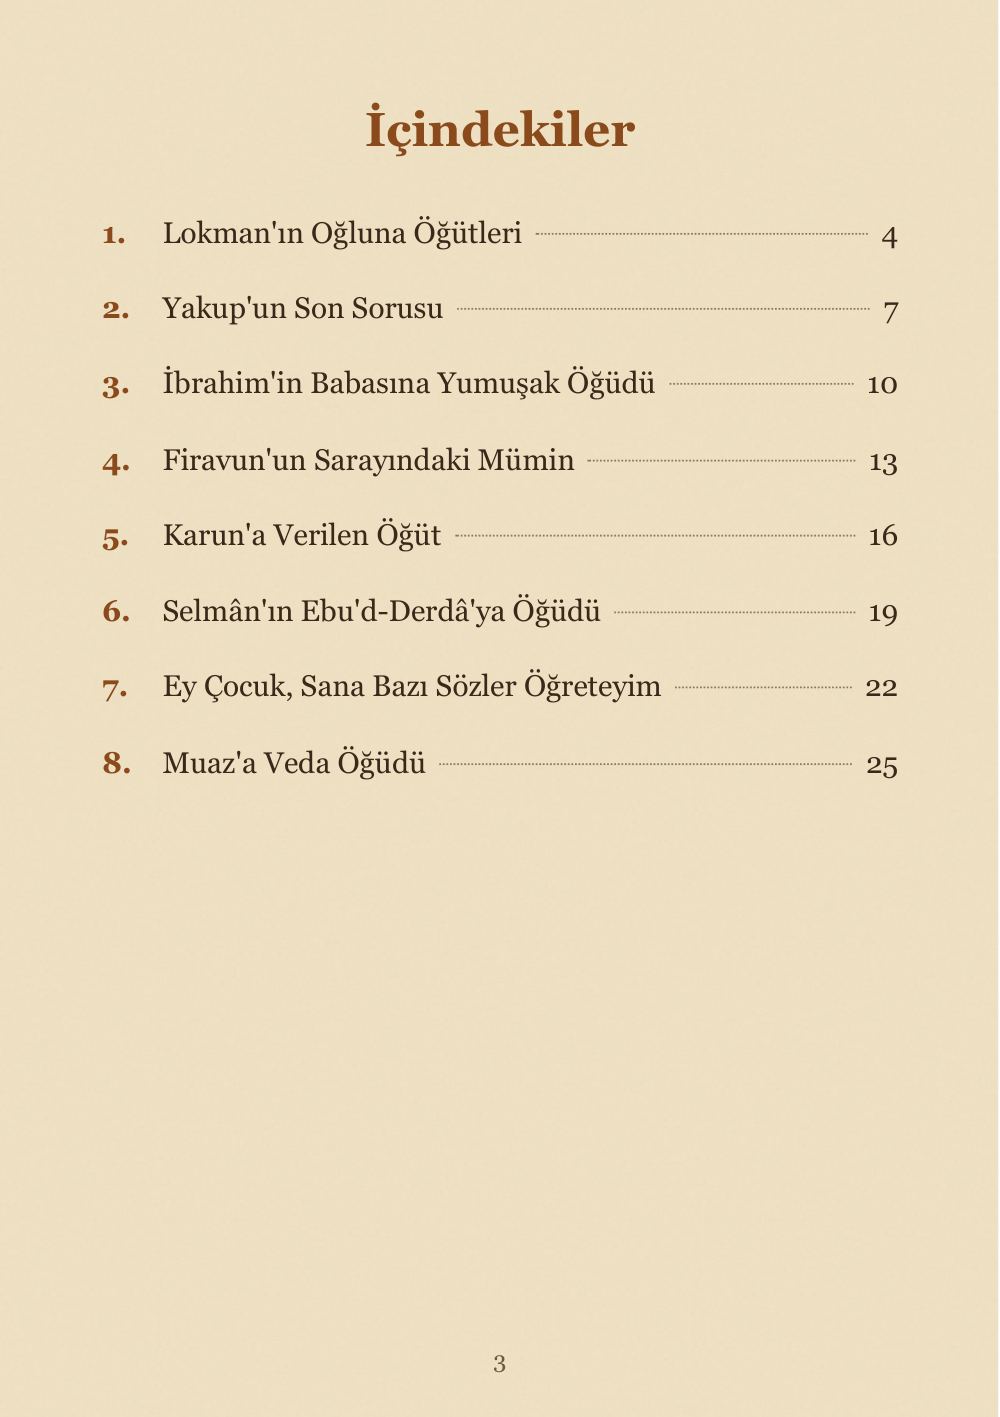 İçindekiler
1. Lokman'ın Oğluna Öğütleri 4
2. Yakup'un Son Sorusu 7
3. İbrahim'in Babasına Yumuşak Öğüdü 10
4. Firavun'un Sarayındaki Mümin 13
5. Karun'a Verilen Öğüt 16
6. Selmân'ın Ebu'd-Derdâ'ya Öğüdü 19
7. Ey Çocuk, Sana Bazı Sözler Öğreteyim 22
8. Muaz'a Veda Öğüdü 25
3